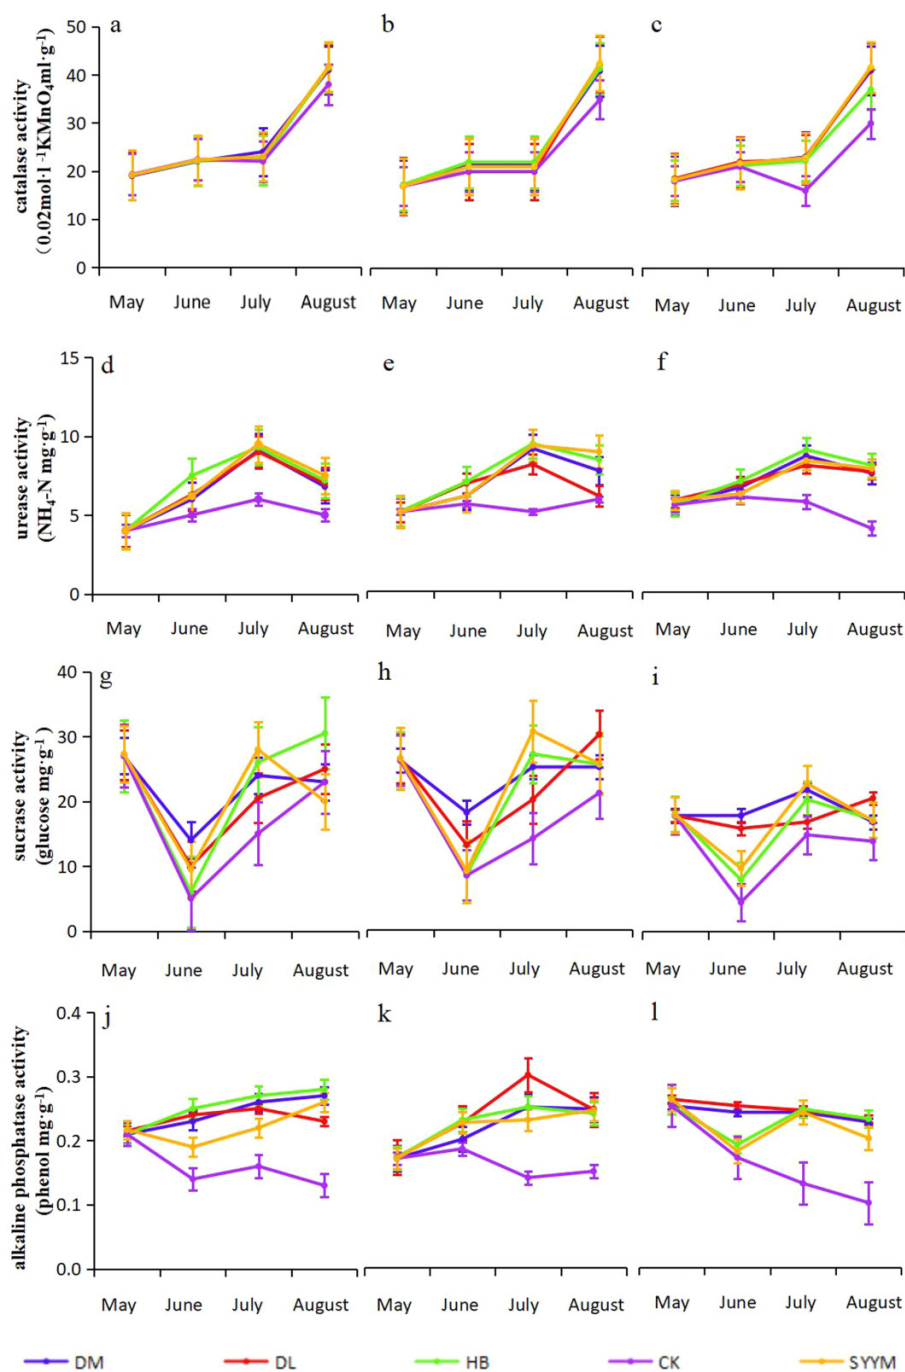 a b c
catalase activity
(0.02mol·l⁻¹KMnO₄ml·g⁻¹)
50
40
30
20
10
0
May June July August May June July August May June July August
d e f
urease activity
(NH₄-N mg·g⁻¹)
15
10
5
0
May June July August May June July August May June July August
g h i
sucrase activity
(glucose mg·g⁻¹)
40
30
20
10
0
May June July August May June July August May June July August
j k l
alkaline phosphatase activity
(phenol mg·g⁻¹)
0.4
0.3
0.2
0.1
0.0
May June July August May June July August May June July August
DM DL HB CK SYYM